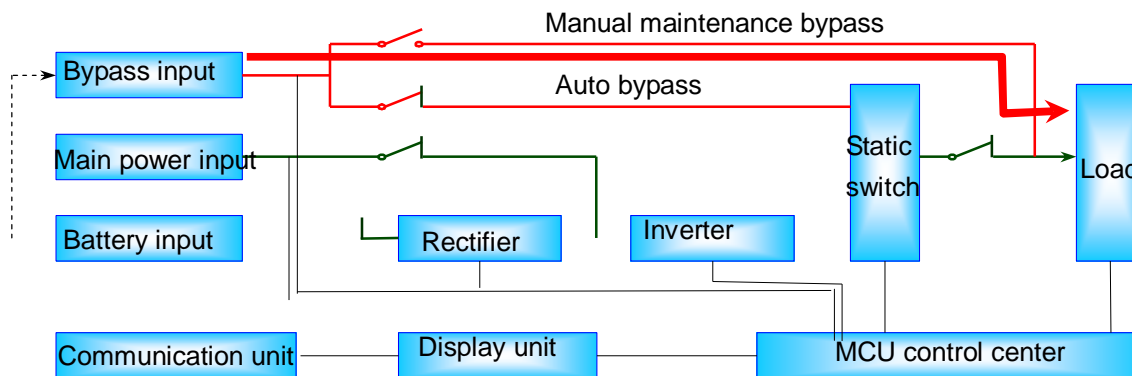 Manual maintenance bypass
Bypass input
Auto bypass
Main power input
Static
switch
Load
Battery input
Rectifier
Inverter
Communication unit
Display unit
MCU control center